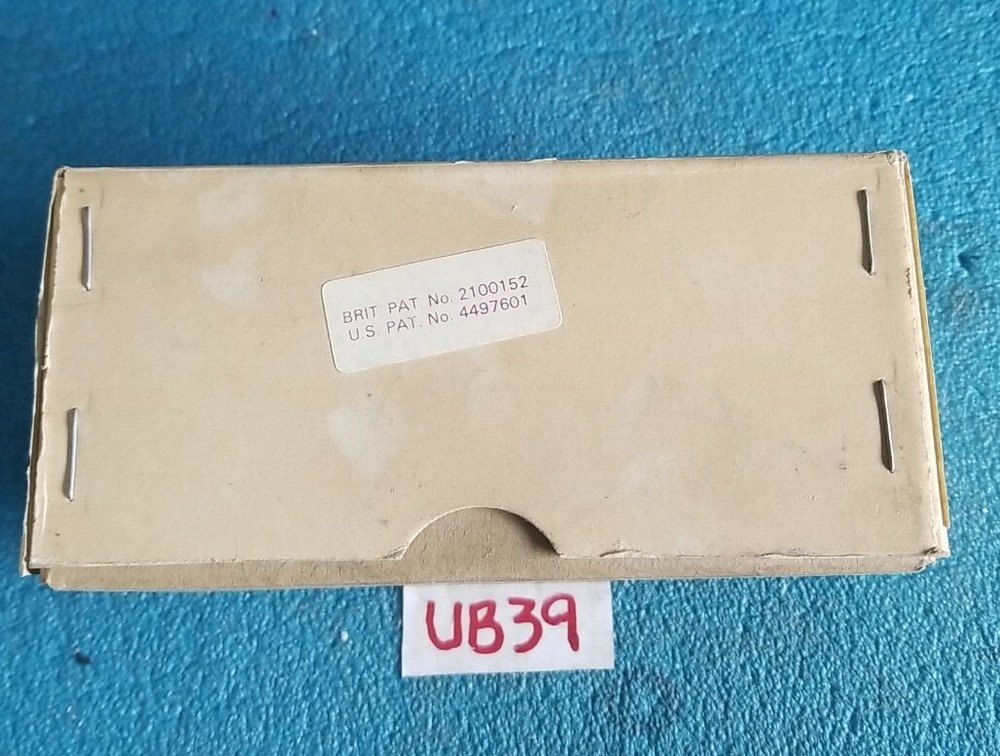 BRIT. PAT. No. 2100152
U.S. PAT. No. 4497601
UB39